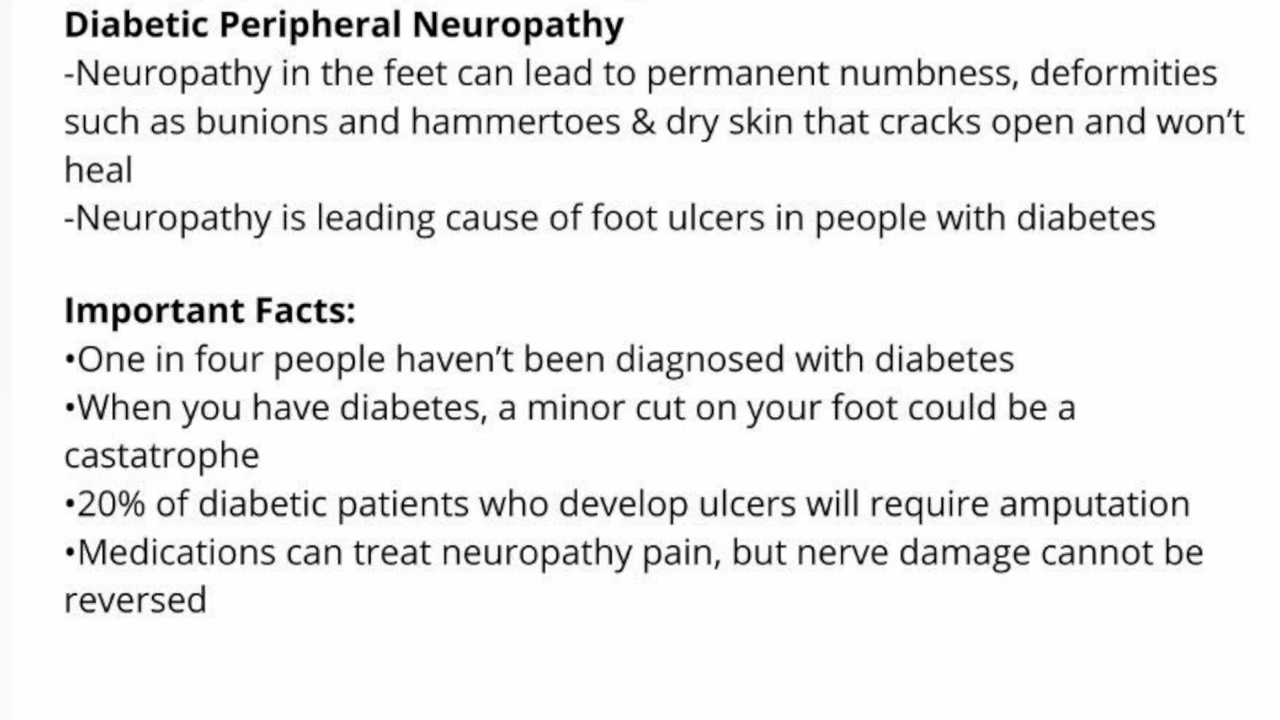 Diabetic Peripheral Neuropathy
-Neuropathy in the feet can lead to permanent numbness, deformities
such as bunions and hammertoes & dry skin that cracks open and won’t
heal
-Neuropathy is leading cause of foot ulcers in people with diabetes
Important Facts:
•One in four people haven’t been diagnosed with diabetes
•When you have diabetes, a minor cut on your foot could be a
castatrophe
•20% of diabetic patients who develop ulcers will require amputation
•Medications can treat neuropathy pain, but nerve damage cannot be
reversed